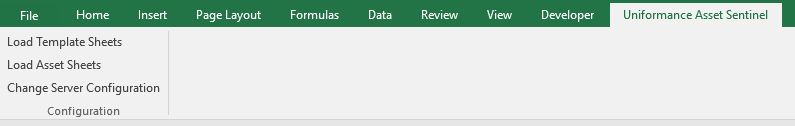 File Home Insert Page Layout Formulas Data Review View Developer Uniformance Asset Sentinel
Load Template Sheets
Load Asset Sheets
Change Server Configuration
Configuration